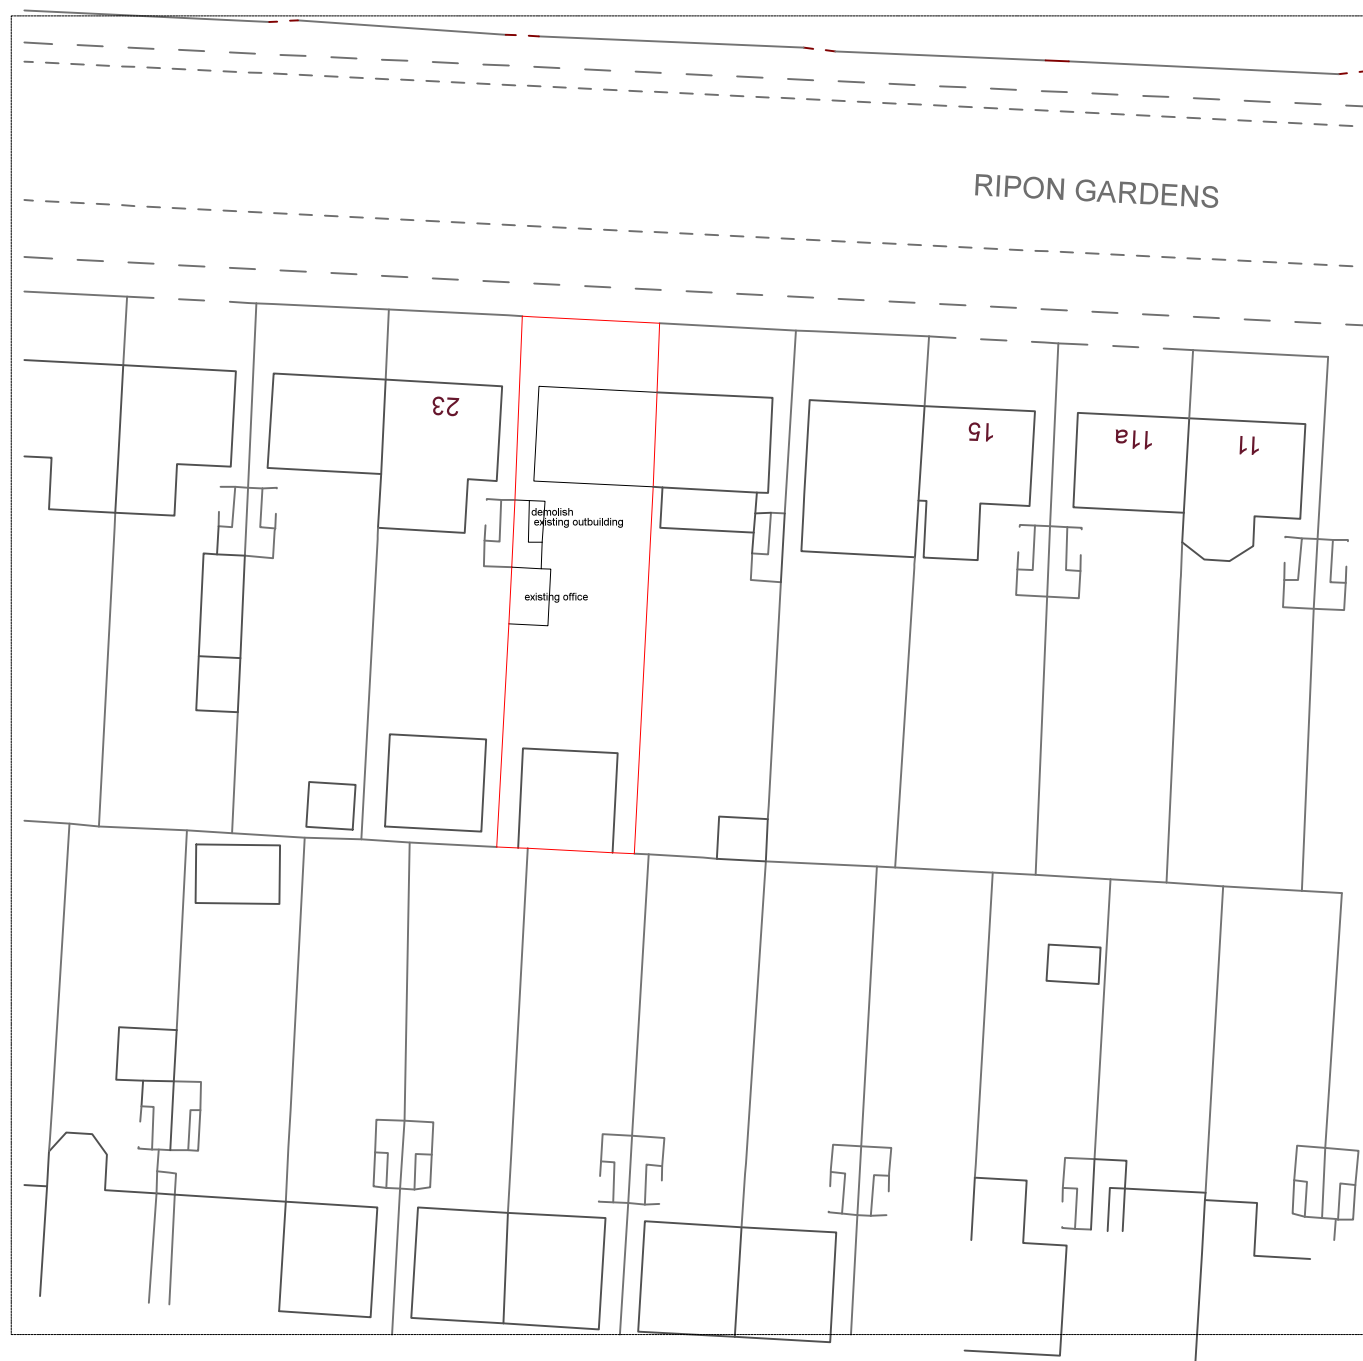 RIPON GARDENS
23
15
11a
11
demolish
existing outbuilding
existing office